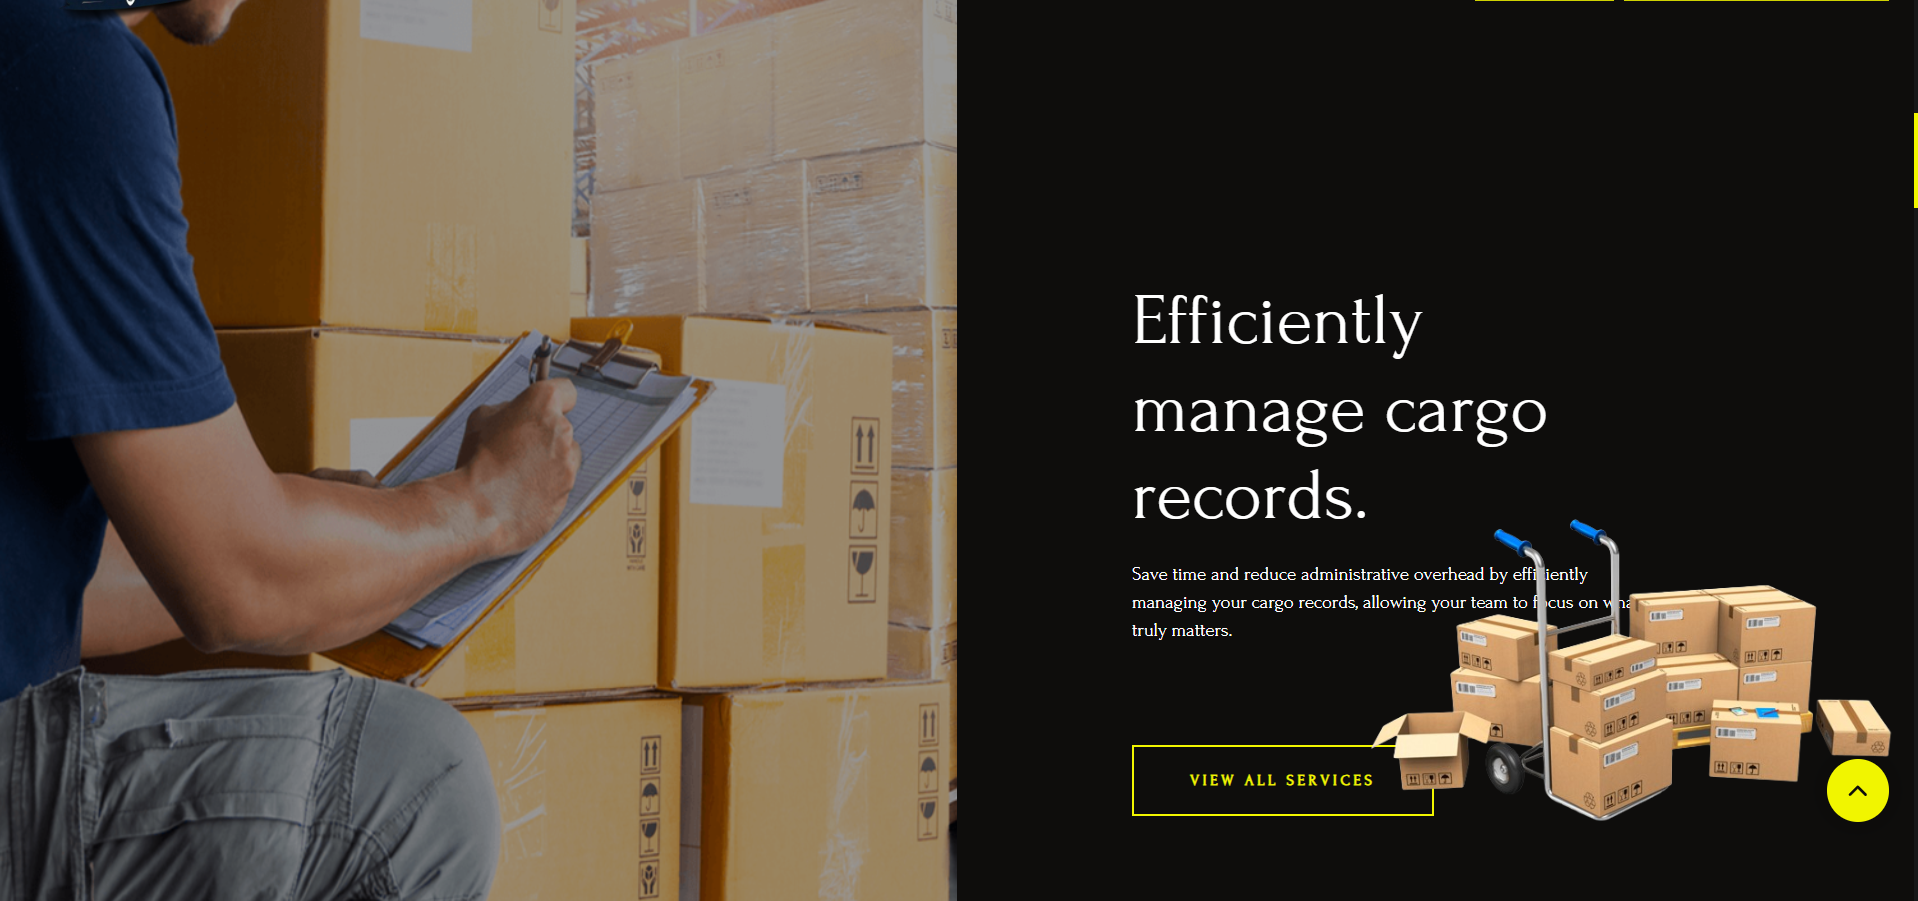 Efficiently
manage cargo
records.
Save time and reduce administrative overhead by efficiently
managing your cargo records, allowing your team to focus on what
truly matters.
VIEW ALL SERVICES